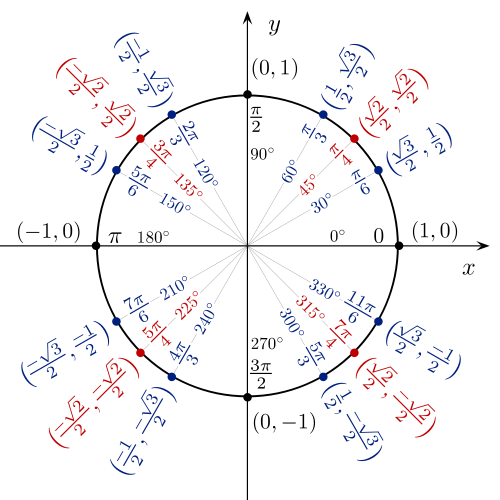 y
(0, 1)
(-1/2, √3/2)
(1/2, √3/2)
(-√2/2, √2/2)
(√2/2, √2/2)
(-√3/2, 1/2)
(√3/2, 1/2)
π/2
2π/3
π/3
3π/4
π/4
5π/6
π/6
90°
120°
60°
135°
45°
150°
30°
(−1, 0)
π
180°
0°
0
(1, 0)
x
7π/6
210°
330°
11π/6
5π/4
225°
315°
7π/4
4π/3
240°
300°
5π/3
270°
3π/2
(-√3/2, -1/2)
(√3/2, -1/2)
(-√2/2, -√2/2)
(√2/2, -√2/2)
(-1/2, -√3/2)
(1/2, -√3/2)
(0, −1)